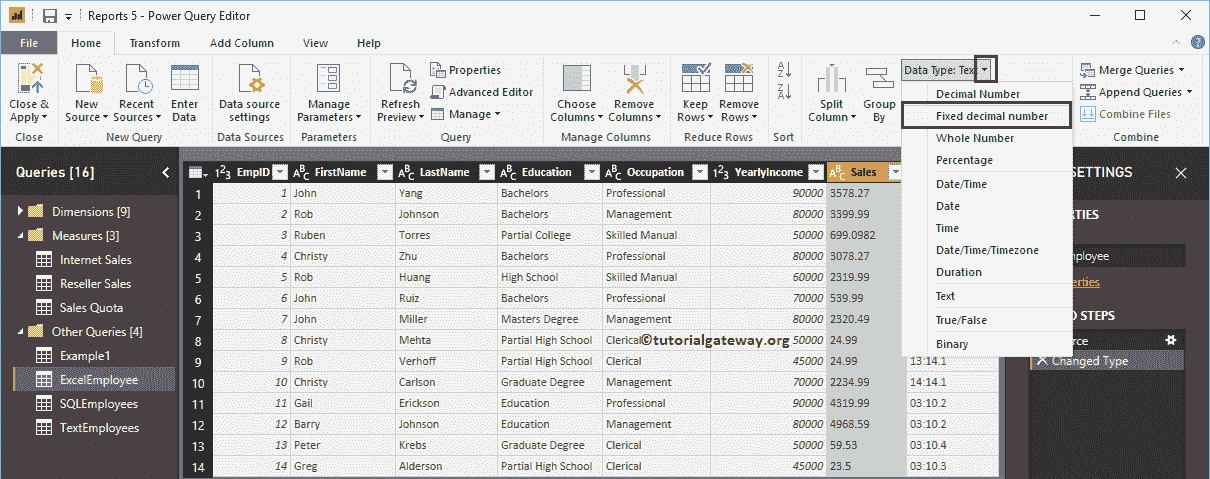 Reports 5 - Power Query Editor
File Home Transform Add Column View Help
Close & Apply
New Source
Recent Sources
Enter Data
Data source settings
Manage Parameters
Refresh Preview
Properties
Advanced Editor
Manage
Choose Columns
Remove Columns
Keep Rows
Remove Rows
Split Column
Group By
Data Type: Text
Merge Queries
Append Queries
Combine Files
Close New Query Data Sources Parameters Query Manage Columns Reduce Rows Sort Combine
Decimal Number
Fixed decimal number
Whole Number
Percentage
Date/Time
Date
Time
Date/Time/Timezone
Duration
Text
True/False
Binary
Queries [16]
Dimensions [9]
Measures [3]
Internet Sales
Reseller Sales
Sales Quota
Other Queries [4]
Example1
ExcelEmployee
SQLEmployees
TextEmployees
EmpID FirstName LastName Education Occupation YearlyIncome Sales
1 1 John Yang Bachelors Professional 90000 3578.27
2 2 Rob Johnson Bachelors Management 80000 3399.99
3 3 Ruben Torres Partial College Skilled Manual 50000 699.0982
4 4 Christy Zhu Bachelors Professional 80000 3078.27
5 5 Rob Huang High School Skilled Manual 60000 2319.99
6 6 John Ruiz Bachelors Professional 70000 539.99
7 7 John Miller Masters Degree Management 80000 2320.49
8 8 Christy Mehta Partial High School Clerical 50000 24.99
9 9 Rob Verhoff Partial High School Clerical 45000 24.99 13:14.1
10 10 Christy Carlson Graduate Degree Management 70000 2234.99 14:14.1
11 11 Gail Erickson Education Professional 90000 4319.99 03:10.2
12 12 Barry Johnson Education Management 80000 4968.59 03:10.2
13 13 Peter Krebs Graduate Degree Clerical 50000 59.53 03:10.4
14 14 Greg Alderson Partial High School Clerical 45000 23.5 03:10.3
©tutorialgateway.org
SETTINGS
Changed Type